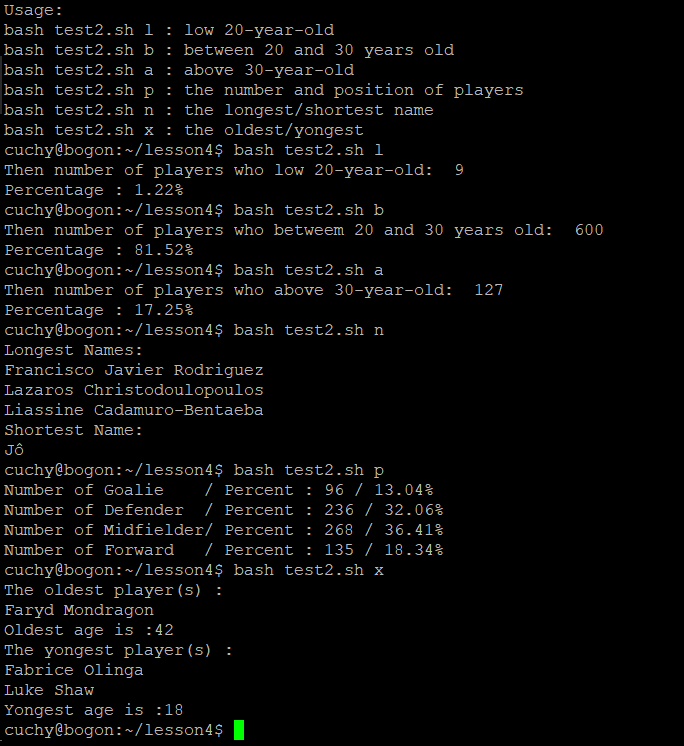 Usage:
bash test2.sh l : low 20-year-old
bash test2.sh b : between 20 and 30 years old
bash test2.sh a : above 30-year-old
bash test2.sh p : the number and position of players
bash test2.sh n : the longest/shortest name
bash test2.sh x : the oldest/yongest
cuchy@bogon:~/lesson4$ bash test2.sh l
Then number of players who low 20-year-old:  9
Percentage : 1.22%
cuchy@bogon:~/lesson4$ bash test2.sh b
Then number of players who betweem 20 and 30 years old:  600
Percentage : 81.52%
cuchy@bogon:~/lesson4$ bash test2.sh a
Then number of players who above 30-year-old:  127
Percentage : 17.25%
cuchy@bogon:~/lesson4$ bash test2.sh n
Longest Names:
Francisco Javier Rodriguez
Lazaros Christodoulopoulos
Liassine Cadamuro-Bentaeba
Shortest Name:
Jô
cuchy@bogon:~/lesson4$ bash test2.sh p
Number of Goalie    / Percent : 96 / 13.04%
Number of Defender  / Percent : 236 / 32.06%
Number of Midfielder/ Percent : 268 / 36.41%
Number of Forward   / Percent : 135 / 18.34%
cuchy@bogon:~/lesson4$ bash test2.sh x
The oldest player(s) :
Faryd Mondragon
Oldest age is :42
The yongest player(s) :
Fabrice Olinga
Luke Shaw
Yongest age is :18
cuchy@bogon:~/lesson4$